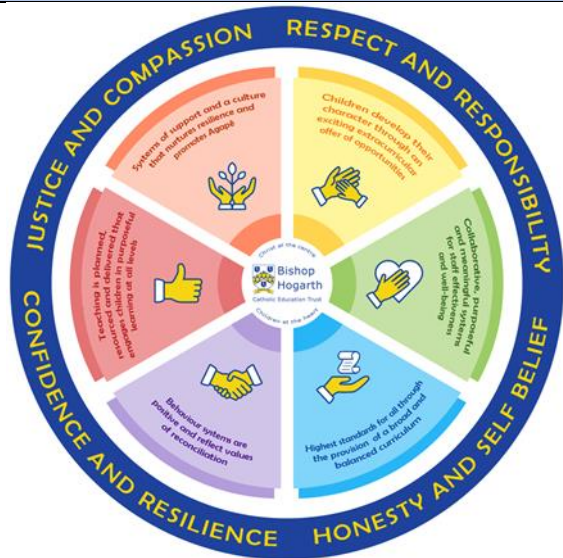 JUSTICE AND COMPASSION
RESPECT AND RESPONSIBILITY
HONESTY AND SELF BELIEF
CONFIDENCE AND RESILIENCE
Systems of support and a culture
that nurtures resilience and
promotes Agapè
Children develop their
character through an
exciting extracurricular
offer of opportunities
Collaborative, purposeful
and meaningful systems
for staff effectiveness
and well-being
Highest standards for all through
the provision of a broad and
balanced curriculum
Behaviour systems are
positive and reflect values
of reconciliation
Teaching is planned,
resourced and delivered that
engages children in purposeful
learning at all levels
Christ at the centre
Bishop
Hogarth
Catholic Education Trust
Children at the heart